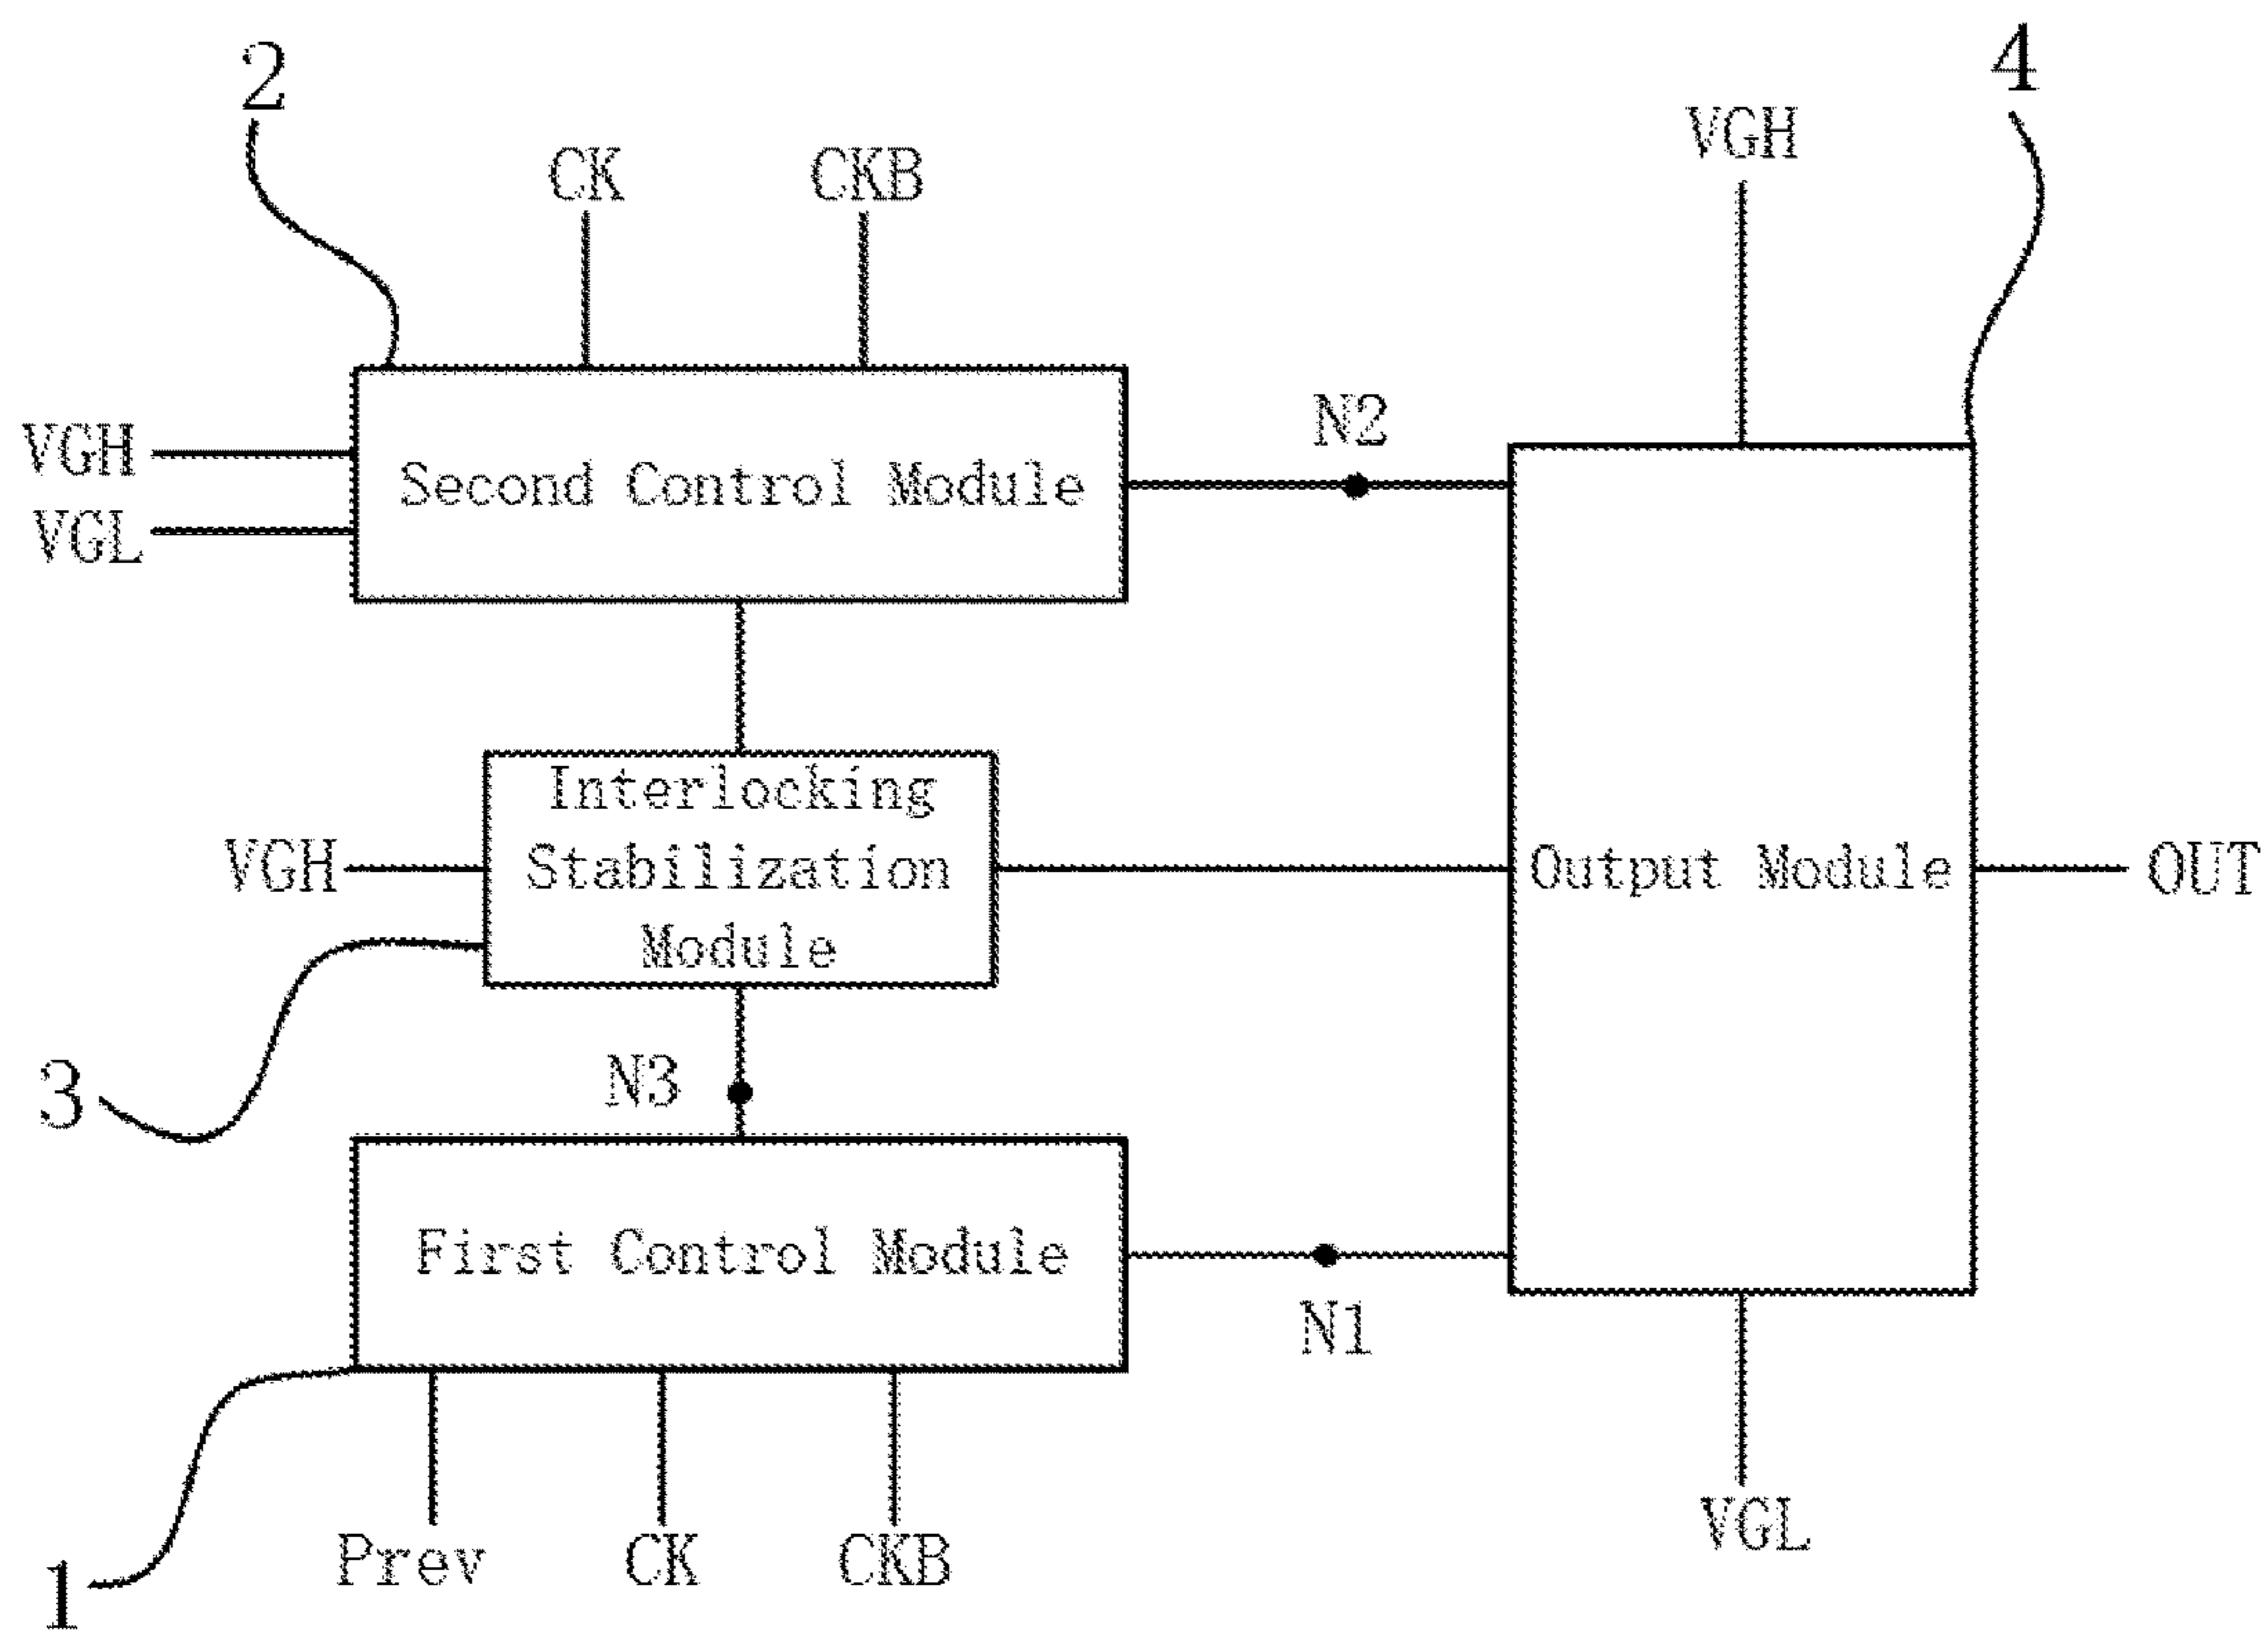 2
4
VGH
CK CKB
N2
VGH
Second Control Module
VGL
Interlocking
Stabilization
Module
VGH
Output Module
OUT
3
N3
First Control Module
N1
Prev CK CKB
VGL
1